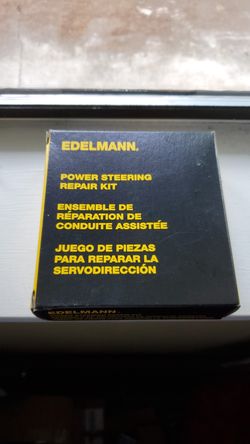 EDELMANN.
POWER STEERING
REPAIR KIT
ENSEMBLE DE
RÉPARATION DE
CONDUITE ASSISTÉE
JUEGO DE PIEZAS
PARA REPARAR LA
SERVODIRECCIÓN
EDELMANN